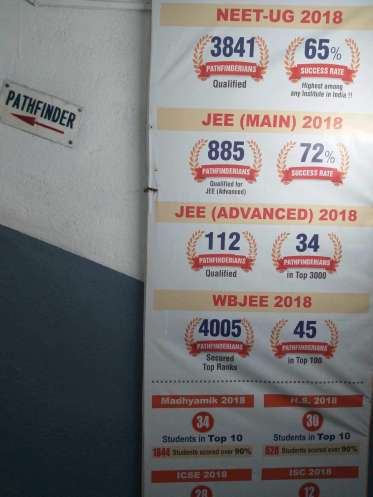 PATHFINDER
NEET-UG 2018
3841 65%
PATHFINDERIANS SUCCESS RATE
Qualified Highest among
any Institute in India !!
JEE (MAIN) 2018
885 72%
PATHFINDERIANS SUCCESS RATE
Qualified for
JEE (Advanced)
JEE (ADVANCED) 2018
112 34
PATHFINDERIANS PATHFINDERIANS
Qualified in Top 3000
WBJEE 2018
4005 45
PATHFINDERIANS PATHFINDERIANS
Secured in Top 100
Top Ranks
Madhyamik 2018 H.S. 2018
34 30
Students in Top 10 Students in Top 10
1844 Students scored over 90% 528 Students scored over 90%
ICSE 2018 ISC 2018
28 12